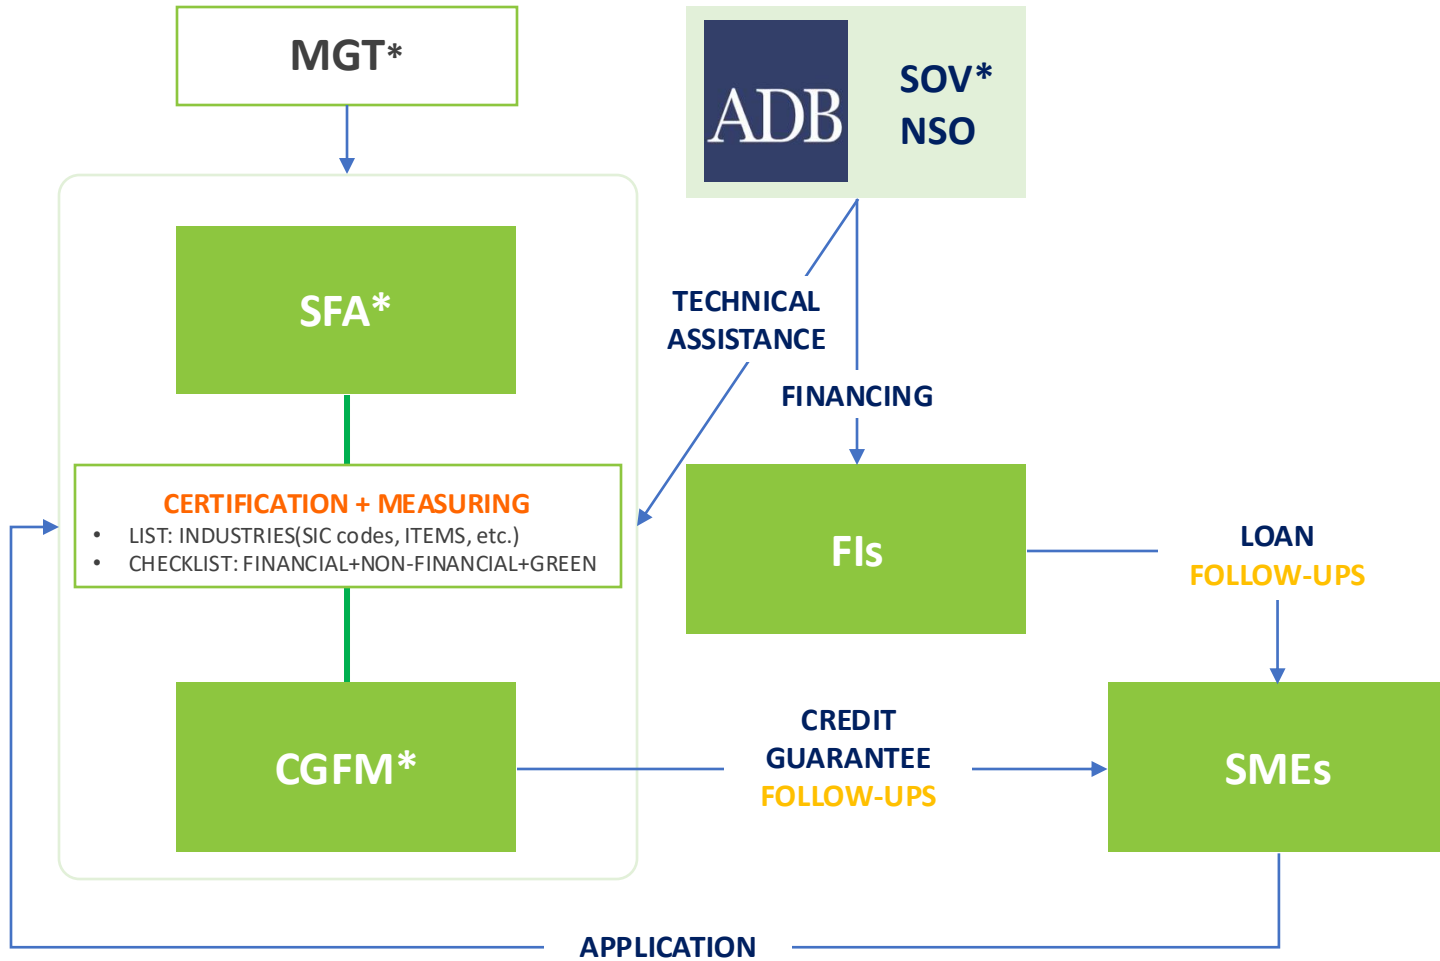 MGT*
ADB
SOV*
NSO
SFA*
TECHNICAL
ASSISTANCE
FINANCING
CERTIFICATION + MEASURING
• LIST: INDUSTRIES(SIC codes, ITEMS, etc.)
• CHECKLIST: FINANCIAL+NON-FINANCIAL+GREEN
FIs
LOAN
FOLLOW-UPS
CGFM*
CREDIT
GUARANTEE
FOLLOW-UPS
SMEs
APPLICATION